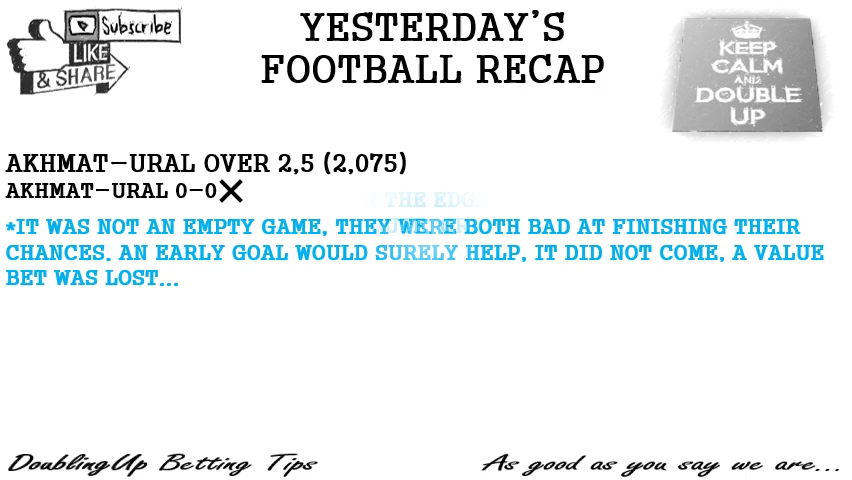 Subscribe
LIKE
& SHARE
YESTERDAY'S
FOOTBALL RECAP
KEEP
CALM
AND
DOUBLE
UP
AKHMAT-URAL OVER 2,5 (2,075)
AKHMAT-URAL 0-0
THE EDGE
*IT WAS NOT AN EMPTY GAME, THEY WERE BOTH BAD AT FINISHING THEIR
CHANCES. AN EARLY GOAL WOULD SURELY HELP, IT DID NOT COME, A VALUE
BET WAS LOST...
DoublingUp Betting Tips
As good as you say we are...